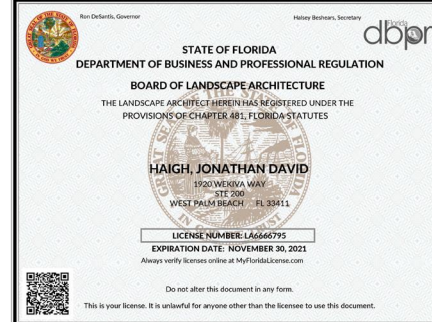 Ron DeSantis, Governor
Halsey Beshears, Secretary
Florida
dbpr
STATE OF FLORIDA
DEPARTMENT OF BUSINESS AND PROFESSIONAL REGULATION
BOARD OF LANDSCAPE ARCHITECTURE
THE LANDSCAPE ARCHITECT HEREIN HAS REGISTERED UNDER THE
PROVISIONS OF CHAPTER 481, FLORIDA STATUTES
HAIGH, JONATHAN DAVID
1920 WEKIVA WAY
STE 200
WEST PALM BEACH FL 33411
LICENSE NUMBER: LA6666795
EXPIRATION DATE: NOVEMBER 30, 2021
Always verify licenses online at MyFloridaLicense.com
Do not alter this document in any form.
This is your license. It is unlawful for anyone other than the licensee to use this document.